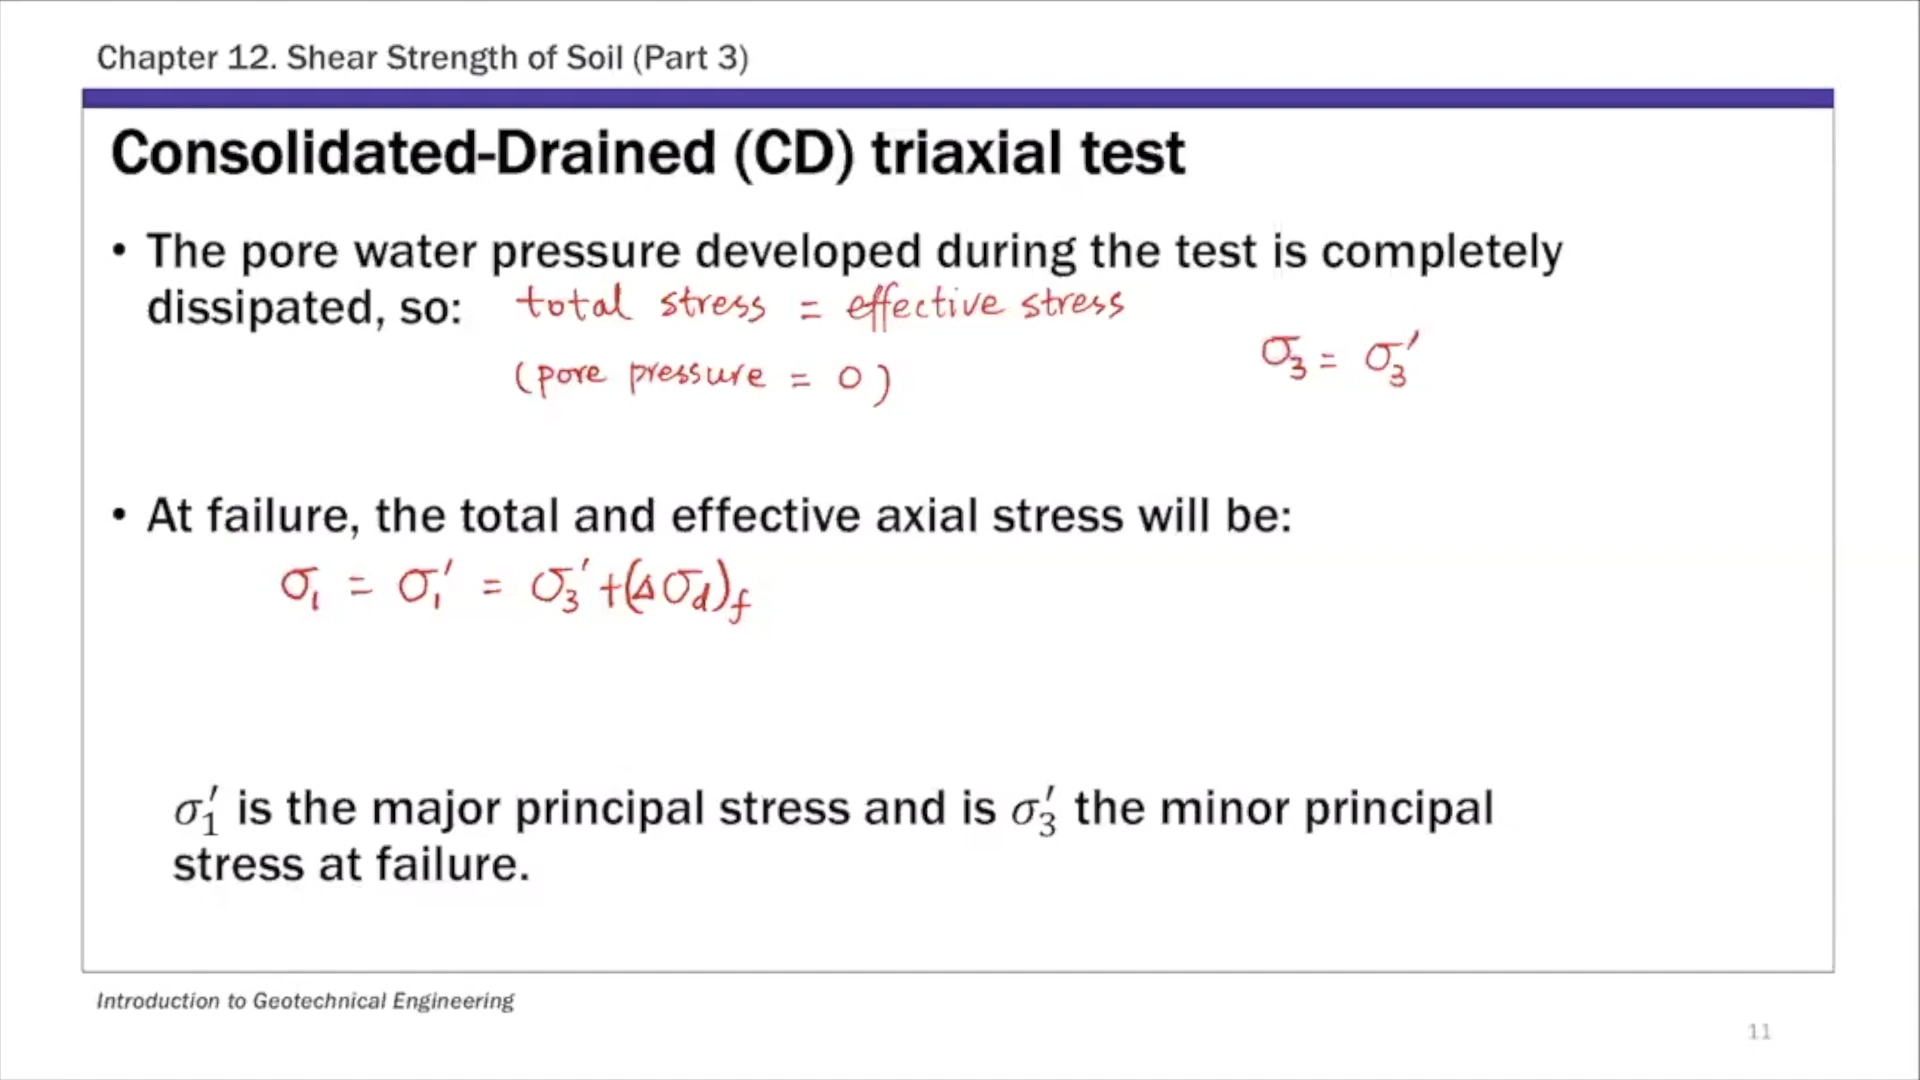 Chapter 12. Shear Strength of Soil (Part 3)
Consolidated-Drained (CD) triaxial test
• The pore water pressure developed during the test is completely
dissipated, so: total stress = effective stress
(pore pressure = 0)
σ₃ = σ₃′
• At failure, the total and effective axial stress will be:
σ₁ = σ₁′ = σ₃′ + (Δσd)f
σ₁′ is the major principal stress and is σ₃′ the minor principal
stress at failure.
Introduction to Geotechnical Engineering
11